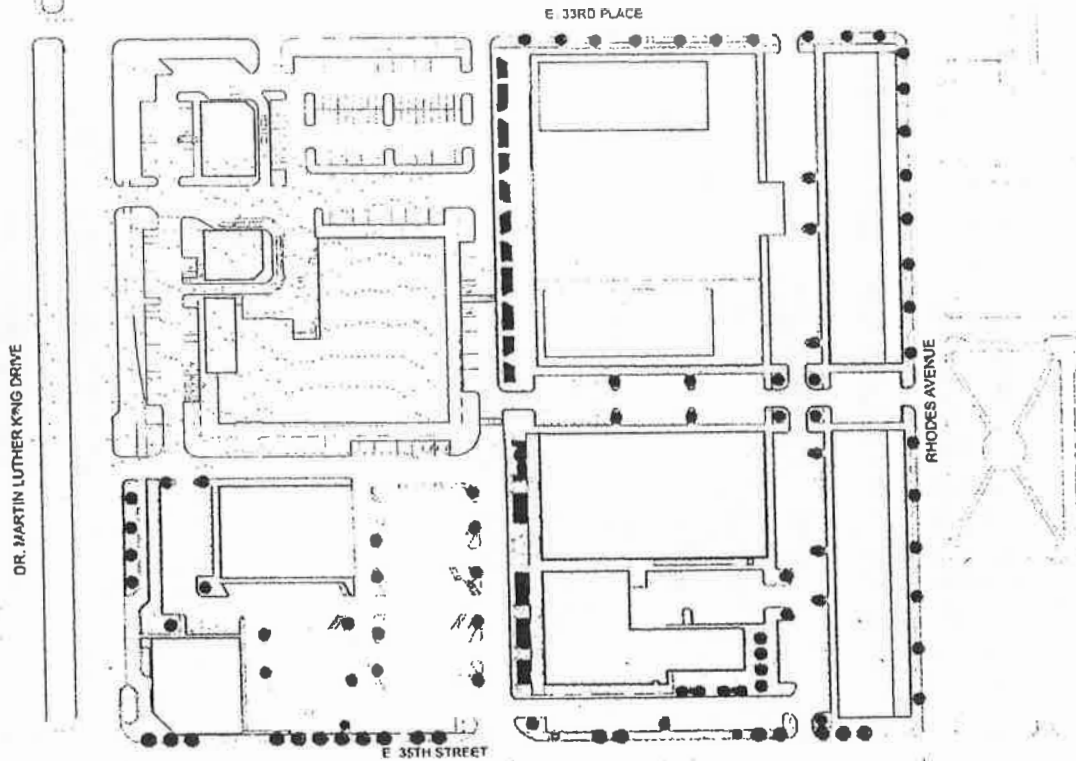 E. 33RD PLACE
DR. MARTIN LUTHER KING DRIVE
RHODES AVENUE
E. 35TH STREET